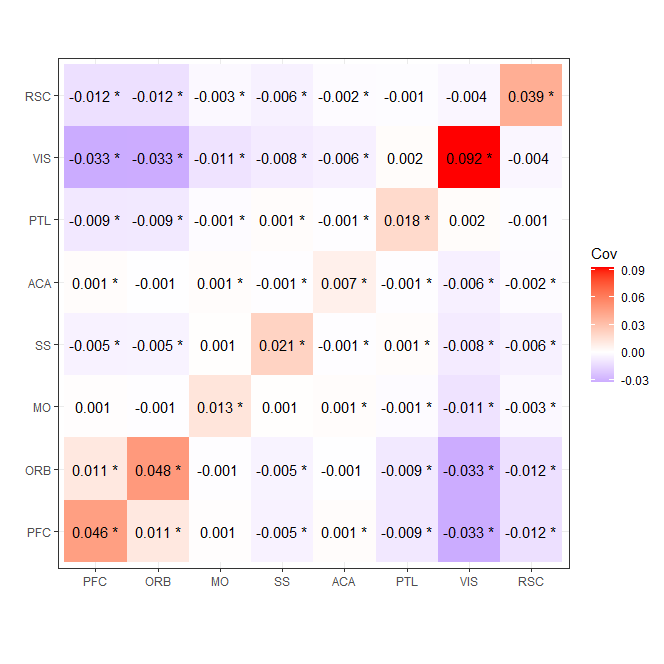 RSC -0.012 * -0.012 * -0.003 * -0.006 * -0.002 * -0.001 -0.004 0.039 *
VIS -0.033 * -0.033 * -0.011 * -0.008 * -0.006 * 0.002 0.092 * -0.004
PTL -0.009 * -0.009 * -0.001 * 0.001 * -0.001 * 0.018 * 0.002 -0.001
ACA 0.001 * -0.001 0.001 * -0.001 * 0.007 * -0.001 * -0.006 * -0.002 *
SS -0.005 * -0.005 * 0.001 0.021 * -0.001 * 0.001 * -0.008 * -0.006 *
MO 0.001 -0.001 0.013 * 0.001 0.001 * -0.001 * -0.011 * -0.003 *
ORB 0.011 * 0.048 * -0.001 -0.005 * -0.001 -0.009 * -0.033 * -0.012 *
PFC 0.046 * 0.011 * 0.001 -0.005 * 0.001 * -0.009 * -0.033 * -0.012 *
PFC ORB MO SS ACA PTL VIS RSC
Cov
0.09
0.06
0.03
0.00
-0.03